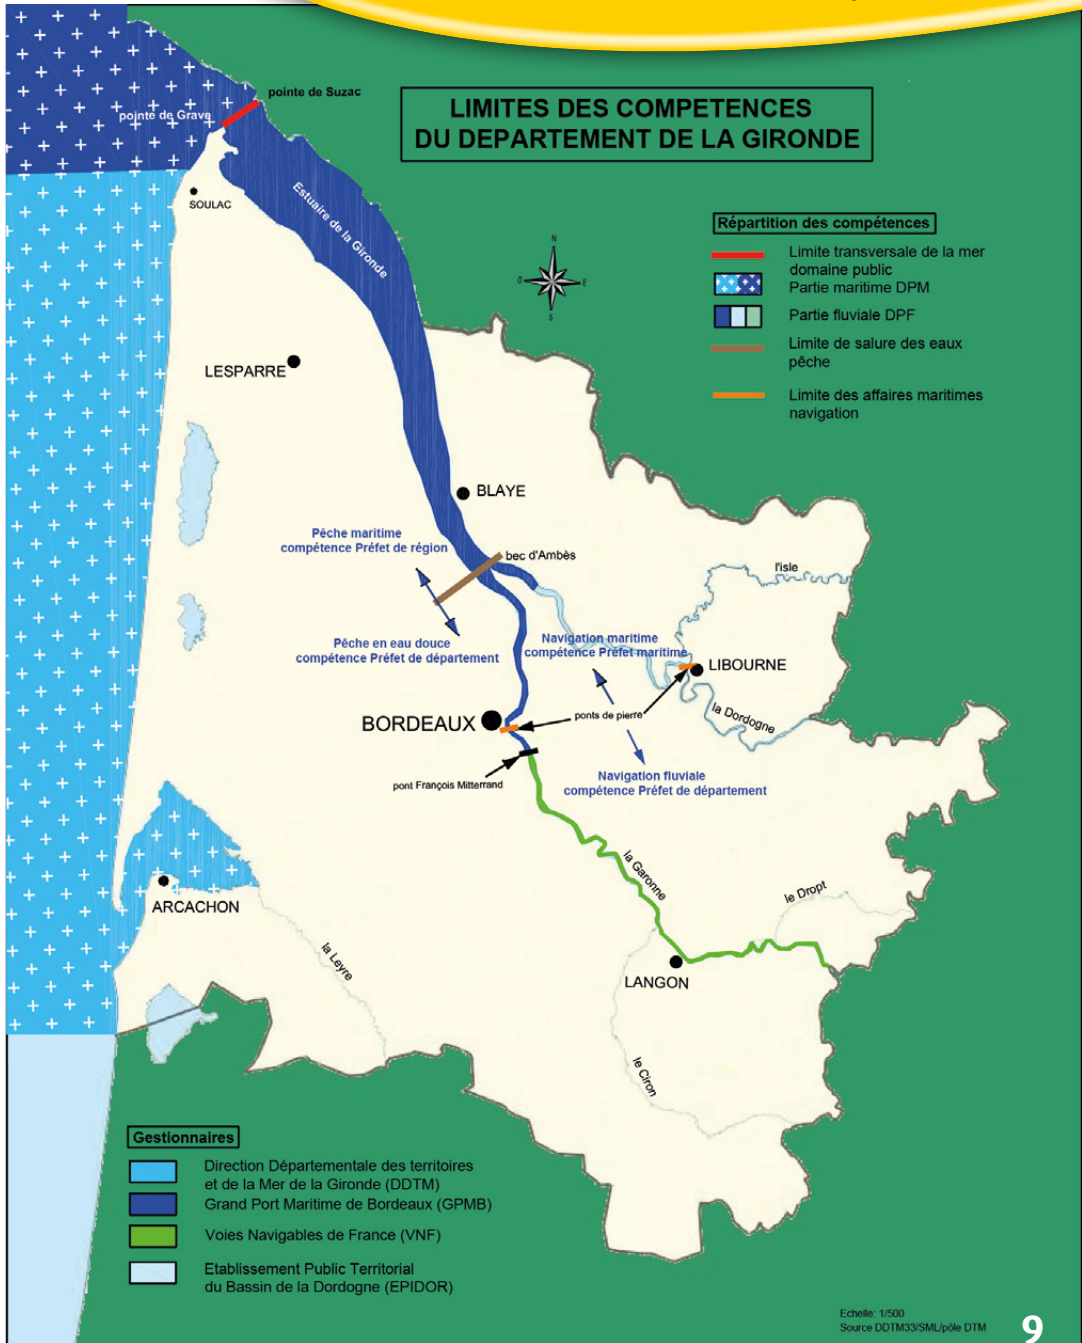 pointe de Suzac
pointe de Grave
LIMITES DES COMPETENCES
DU DEPARTEMENT DE LA GIRONDE
SOULAC
Estuaire de la Gironde
Répartition des compétences
Limite transversale de la mer
domaine public
Partie maritime DPM
Partie fluviale DPF
Limite de salure des eaux
pêche
Limite des affaires maritimes
navigation
N
O
E
S
LESPARRE
BLAYE
Pêche maritime
compétence Préfet de région
bec d'Ambès
l'isle
Pêche en eau douce
compétence Préfet de département
Navigation maritime
compétence Préfet maritime
LIBOURNE
la Dordogne
BORDEAUX
ponts de pierre
pont François Mitterrand
Navigation fluviale
compétence Préfet de département
la Garonne
le Dropt
ARCACHON
la Leyre
LANGON
le Ciron
Gestionnaires
Direction Départementale des territoires
et de la Mer de la Gironde (DDTM)
Grand Port Maritime de Bordeaux (GPMB)
Voies Navigables de France (VNF)
Etablissement Public Territorial
du Bassin de la Dordogne (EPIDOR)
Echelle: 1/500
Source DDTM33/SML/pôle DTM
9